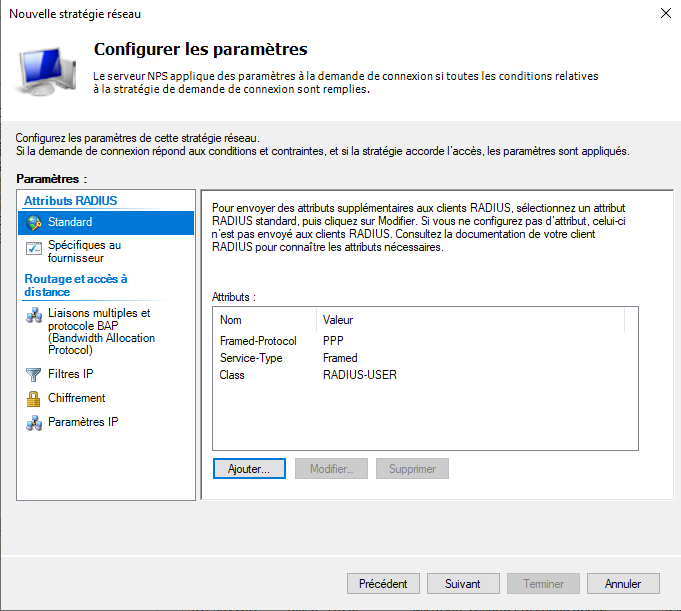 Nouvelle stratégie réseau
Configurer les paramètres
Le serveur NPS applique des paramètres à la demande de connexion si toutes les conditions relatives
à la stratégie de demande de connexion sont remplies.
Configurez les paramètres de cette stratégie réseau.
Si la demande de connexion répond aux conditions et contraintes, et si la stratégie accorde l'accès, les paramètres sont appliqués.
Paramètres :
Attributs RADIUS
Standard
Spécifiques au
fournisseur
Routage et accès à
distance
Liaisons multiples et
protocole BAP
(Bandwidth Allocation
Protocol)
Filtres IP
Chiffrement
Paramètres IP
Pour envoyer des attributs supplémentaires aux clients RADIUS, sélectionnez un attribut
RADIUS standard, puis cliquez sur Modifier. Si vous ne configurez pas d'attribut, celui-ci
n'est pas envoyé aux clients RADIUS. Consultez la documentation de votre client
RADIUS pour connaître les attributs nécessaires.
Attributs :
Nom Valeur
Framed-Protocol PPP
Service-Type Framed
Class RADIUS-USER
Ajouter... Modifier... Supprimer
Précédent Suivant Terminer Annuler